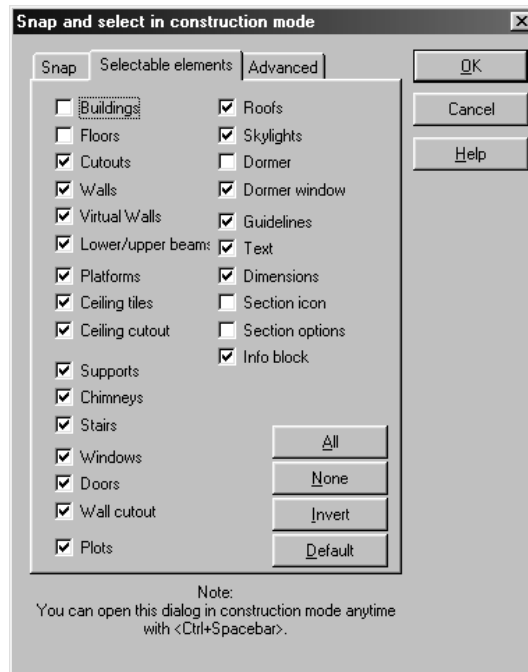 Snap and select in construction mode
Snap
Selectable elements
Advanced
Buildings
Floors
Cutouts
Walls
Virtual Walls
Lower/upper beams
Platforms
Ceiling tiles
Ceiling cutout
Supports
Chimneys
Stairs
Windows
Doors
Wall cutout
Plots
Roofs
Skylights
Dormer
Dormer window
Guidelines
Text
Dimensions
Section icon
Section options
Info block
All
None
Invert
Default
OK
Cancel
Help
Note:
You can open this dialog in construction mode anytime
with <Ctrl+Spacebar>.